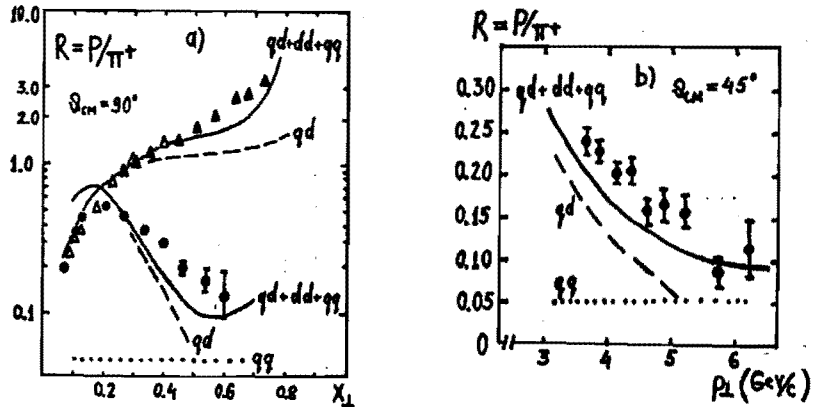 R = P/π+ a)
ϑCM = 90°
10.0
3.0
2.0
1.0
0.1
qd+dd+qq
qd
qd+dd+qq
qd
qq
0.2 0.4 0.6 0.8 X⊥
R = P/π+
b) ϑCM = 45°
0.30
0.25
0.20
0.15
0.10
0.05
0
qd+dd+qq
qd
qq
3 4 5 6
p⊥ (GeV/c)